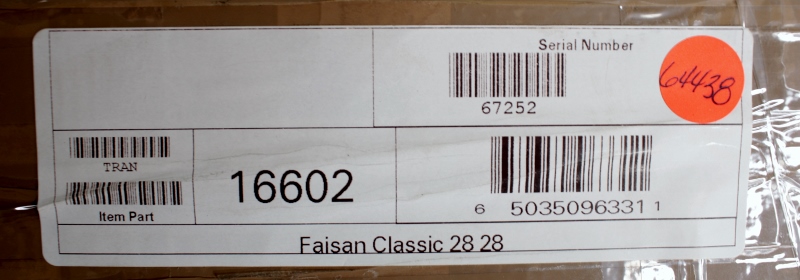 Serial Number
67252
64438
TRAN
Item Part
16602
6 5035096331 1
Faisan Classic 28 28